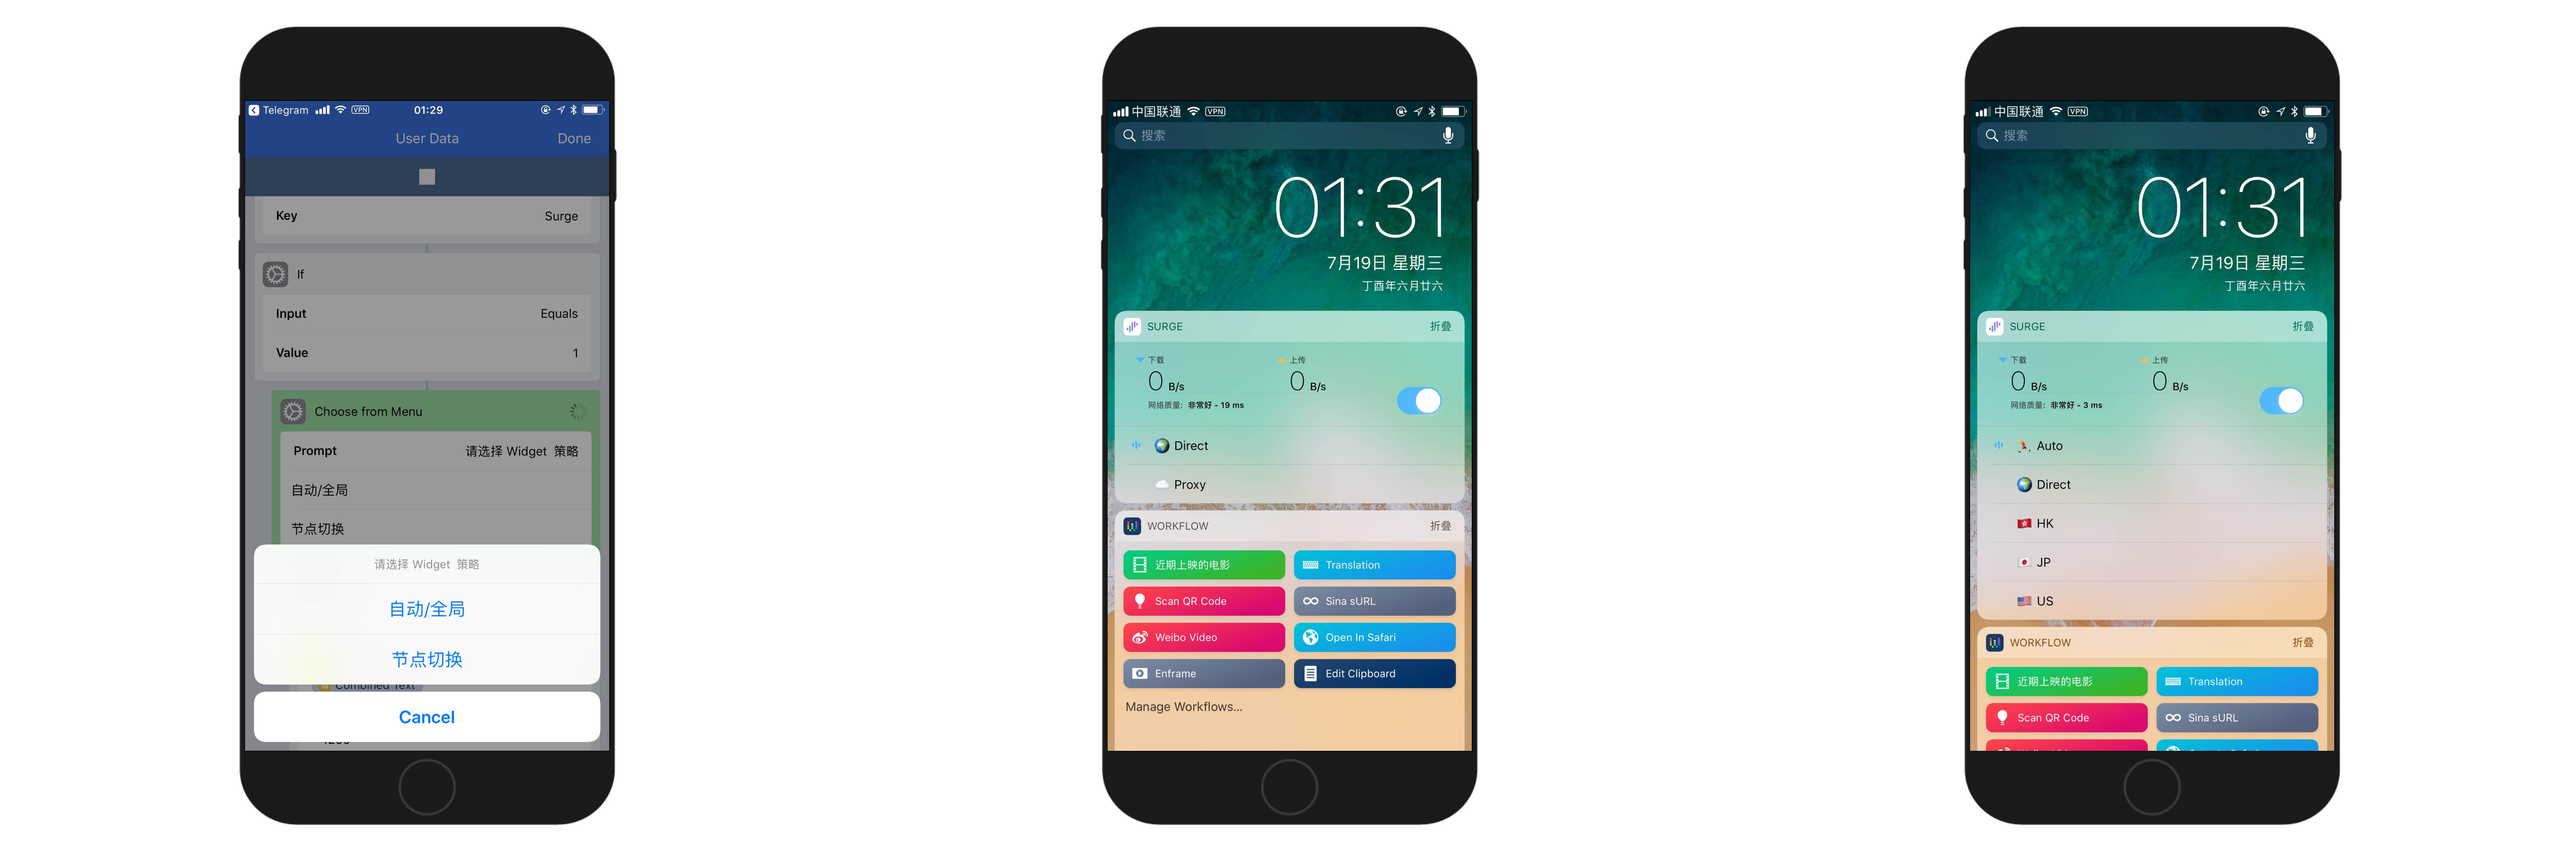 Telegram VPN 01:29
User Data Done
Key Surge
If
Input Equals
Value 1
Choose from Menu
Prompt 请选择 Widget 策略
自动/全局
节点切换
请选择 Widget 策略
自动/全局
节点切换
Combined Text
Cancel
1200
中国联通 VPN
搜索
01:31
7月19日 星期三
丁酉年六月廿六
SURGE 折叠
下载 上传
0 B/s 0 B/s
网络质量: 非常好 - 19 ms
Direct
Proxy
WORKFLOW 折叠
近期上映的电影 Translation
Scan QR Code Sina sURL
Weibo Video Open In Safari
Enframe Edit Clipboard
Manage Workflows...
中国联通 VPN
搜索
01:31
7月19日 星期三
丁酉年六月廿六
SURGE 折叠
下载 上传
0 B/s 0 B/s
网络质量: 非常好 - 3 ms
Auto
Direct
HK
JP
US
WORKFLOW 折叠
近期上映的电影 Translation
Scan QR Code Sina sURL